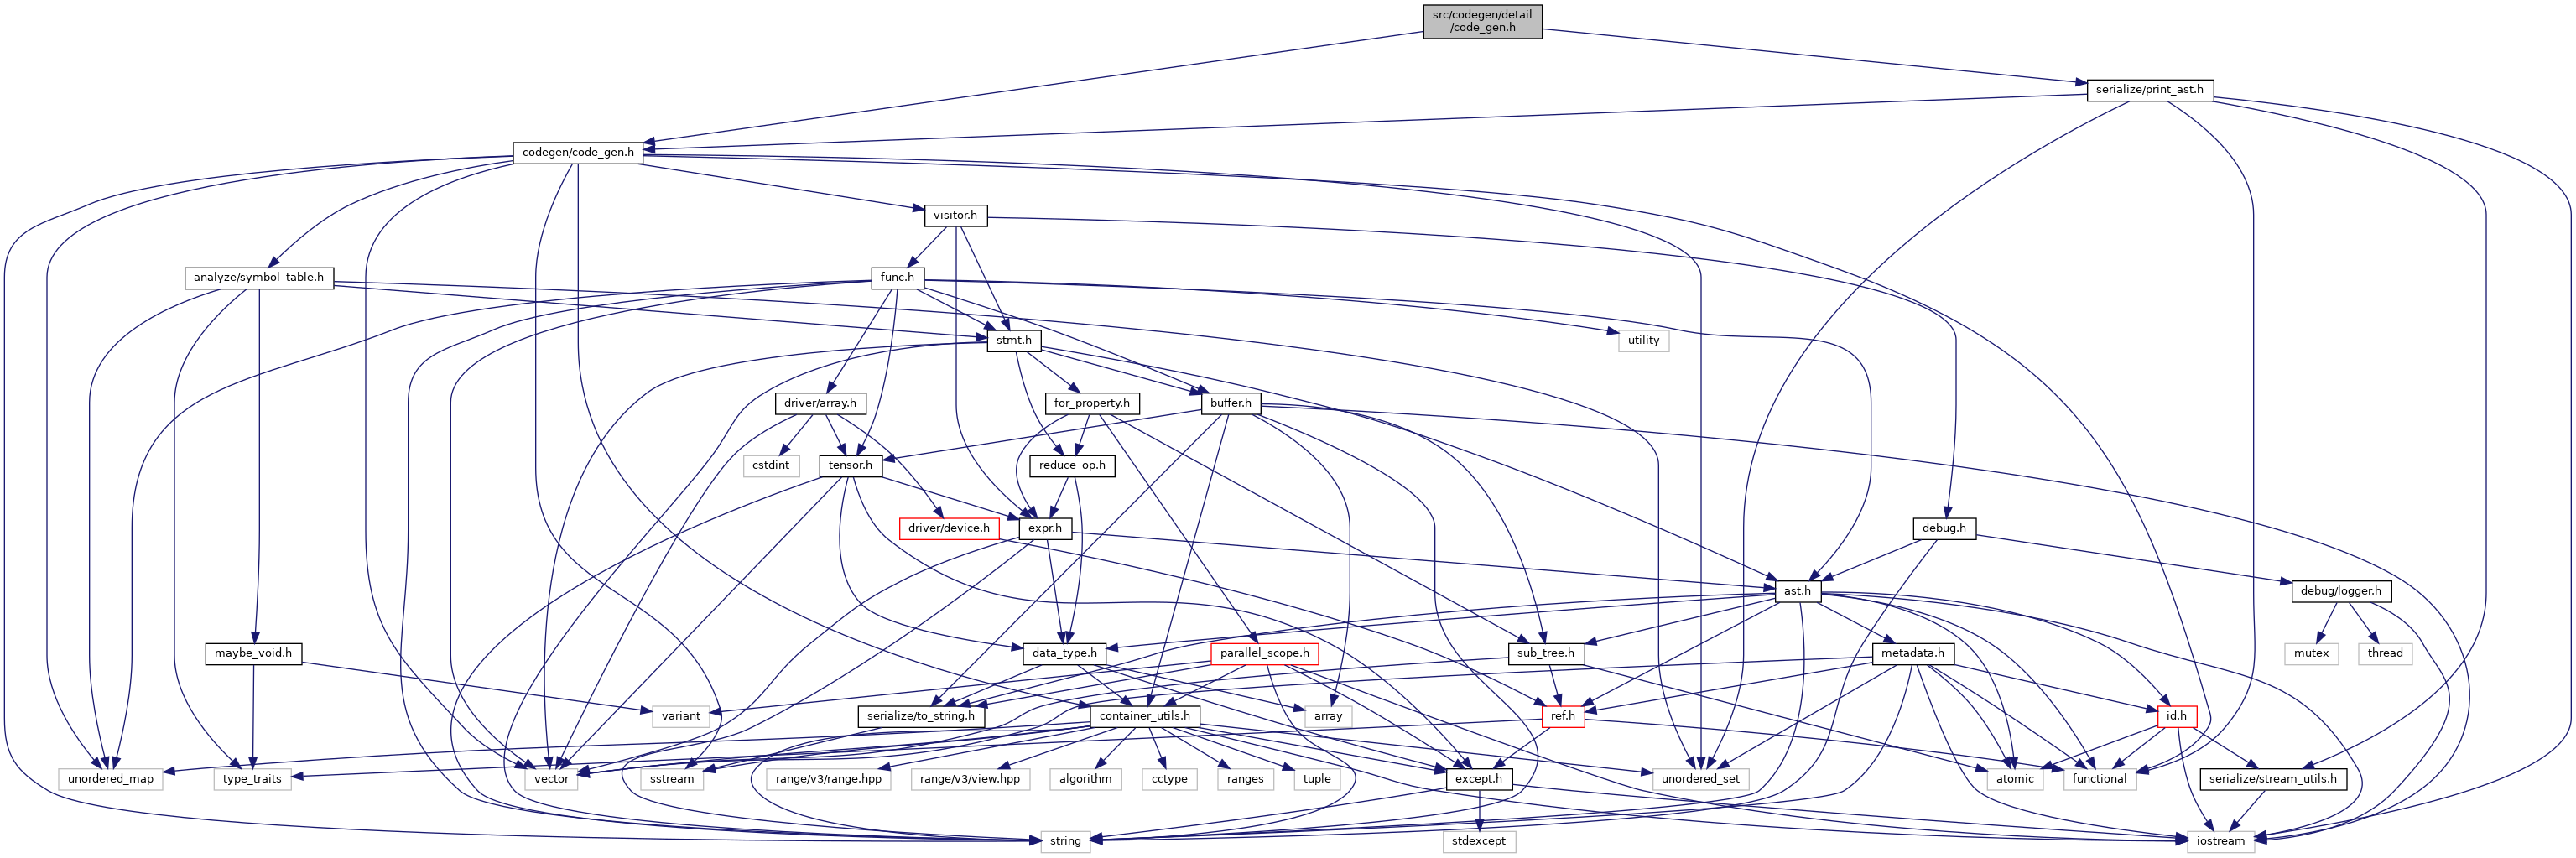 src/codegen/detail
/code_gen.h
serialize/print_ast.h
codegen/code_gen.h
visitor.h
analyze/symbol_table.h
func.h
utility
stmt.h
driver/array.h
for_property.h
buffer.h
cstdint
tensor.h
reduce_op.h
driver/device.h
expr.h
debug.h
ast.h
debug/logger.h
maybe_void.h
data_type.h
parallel_scope.h
sub_tree.h
metadata.h
mutex
thread
variant
serialize/to_string.h
container_utils.h
array
ref.h
id.h
unordered_map
type_traits
vector
sstream
range/v3/range.hpp
range/v3/view.hpp
algorithm
cctype
ranges
tuple
except.h
unordered_set
atomic
functional
serialize/stream_utils.h
string
stdexcept
iostream